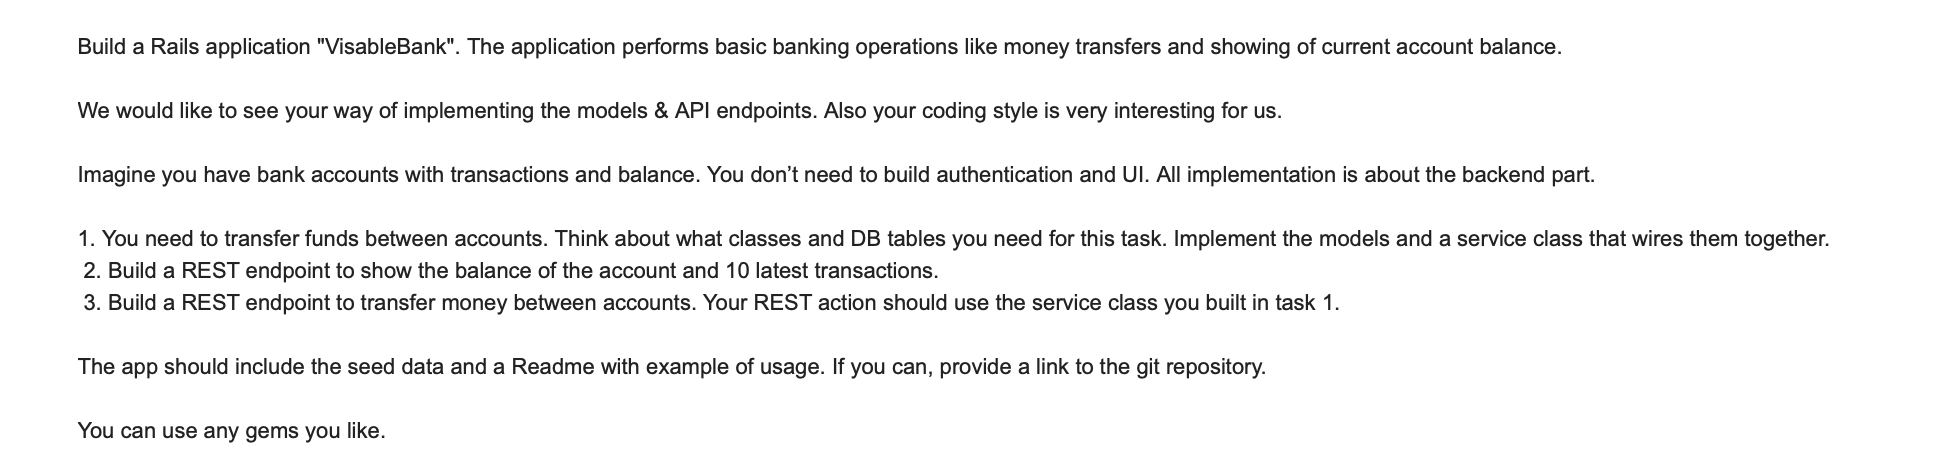 Build a Rails application "VisableBank". The application performs basic banking operations like money transfers and showing of current account balance.
We would like to see your way of implementing the models & API endpoints. Also your coding style is very interesting for us.
Imagine you have bank accounts with transactions and balance. You don’t need to build authentication and UI. All implementation is about the backend part.
1. You need to transfer funds between accounts. Think about what classes and DB tables you need for this task. Implement the models and a service class that wires them together.
2. Build a REST endpoint to show the balance of the account and 10 latest transactions.
3. Build a REST endpoint to transfer money between accounts. Your REST action should use the service class you built in task 1.
The app should include the seed data and a Readme with example of usage. If you can, provide a link to the git repository.
You can use any gems you like.